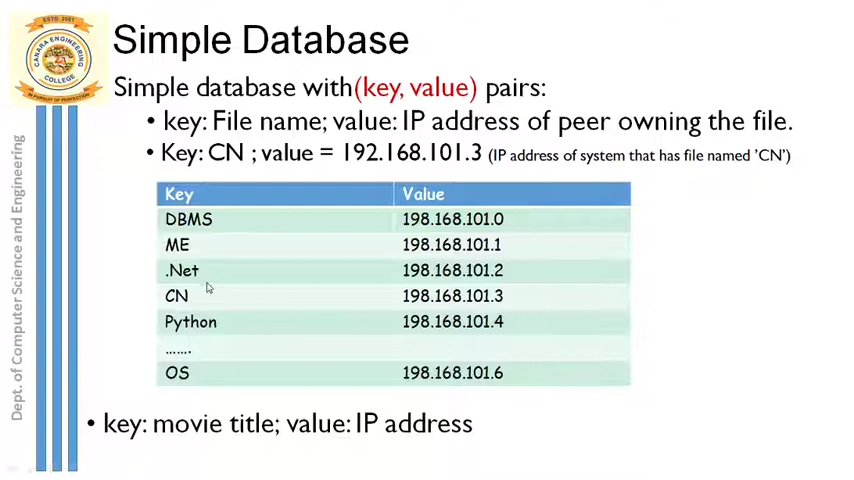 ESTD. 2001
CANARA ENGINEERING
COLLEGE
IN PURSUIT OF PERFECTION
Dept. of Computer Science and Engineering
Simple Database
Simple database with(key, value) pairs:
• key: File name; value: IP address of peer owning the file.
• Key: CN ; value = 192.168.101.3 (IP address of system that has file named 'CN')
Key Value
DBMS 198.168.101.0
ME 198.168.101.1
.Net 198.168.101.2
CN 198.168.101.3
Python 198.168.101.4
…….
OS 198.168.101.6
• key: movie title; value: IP address